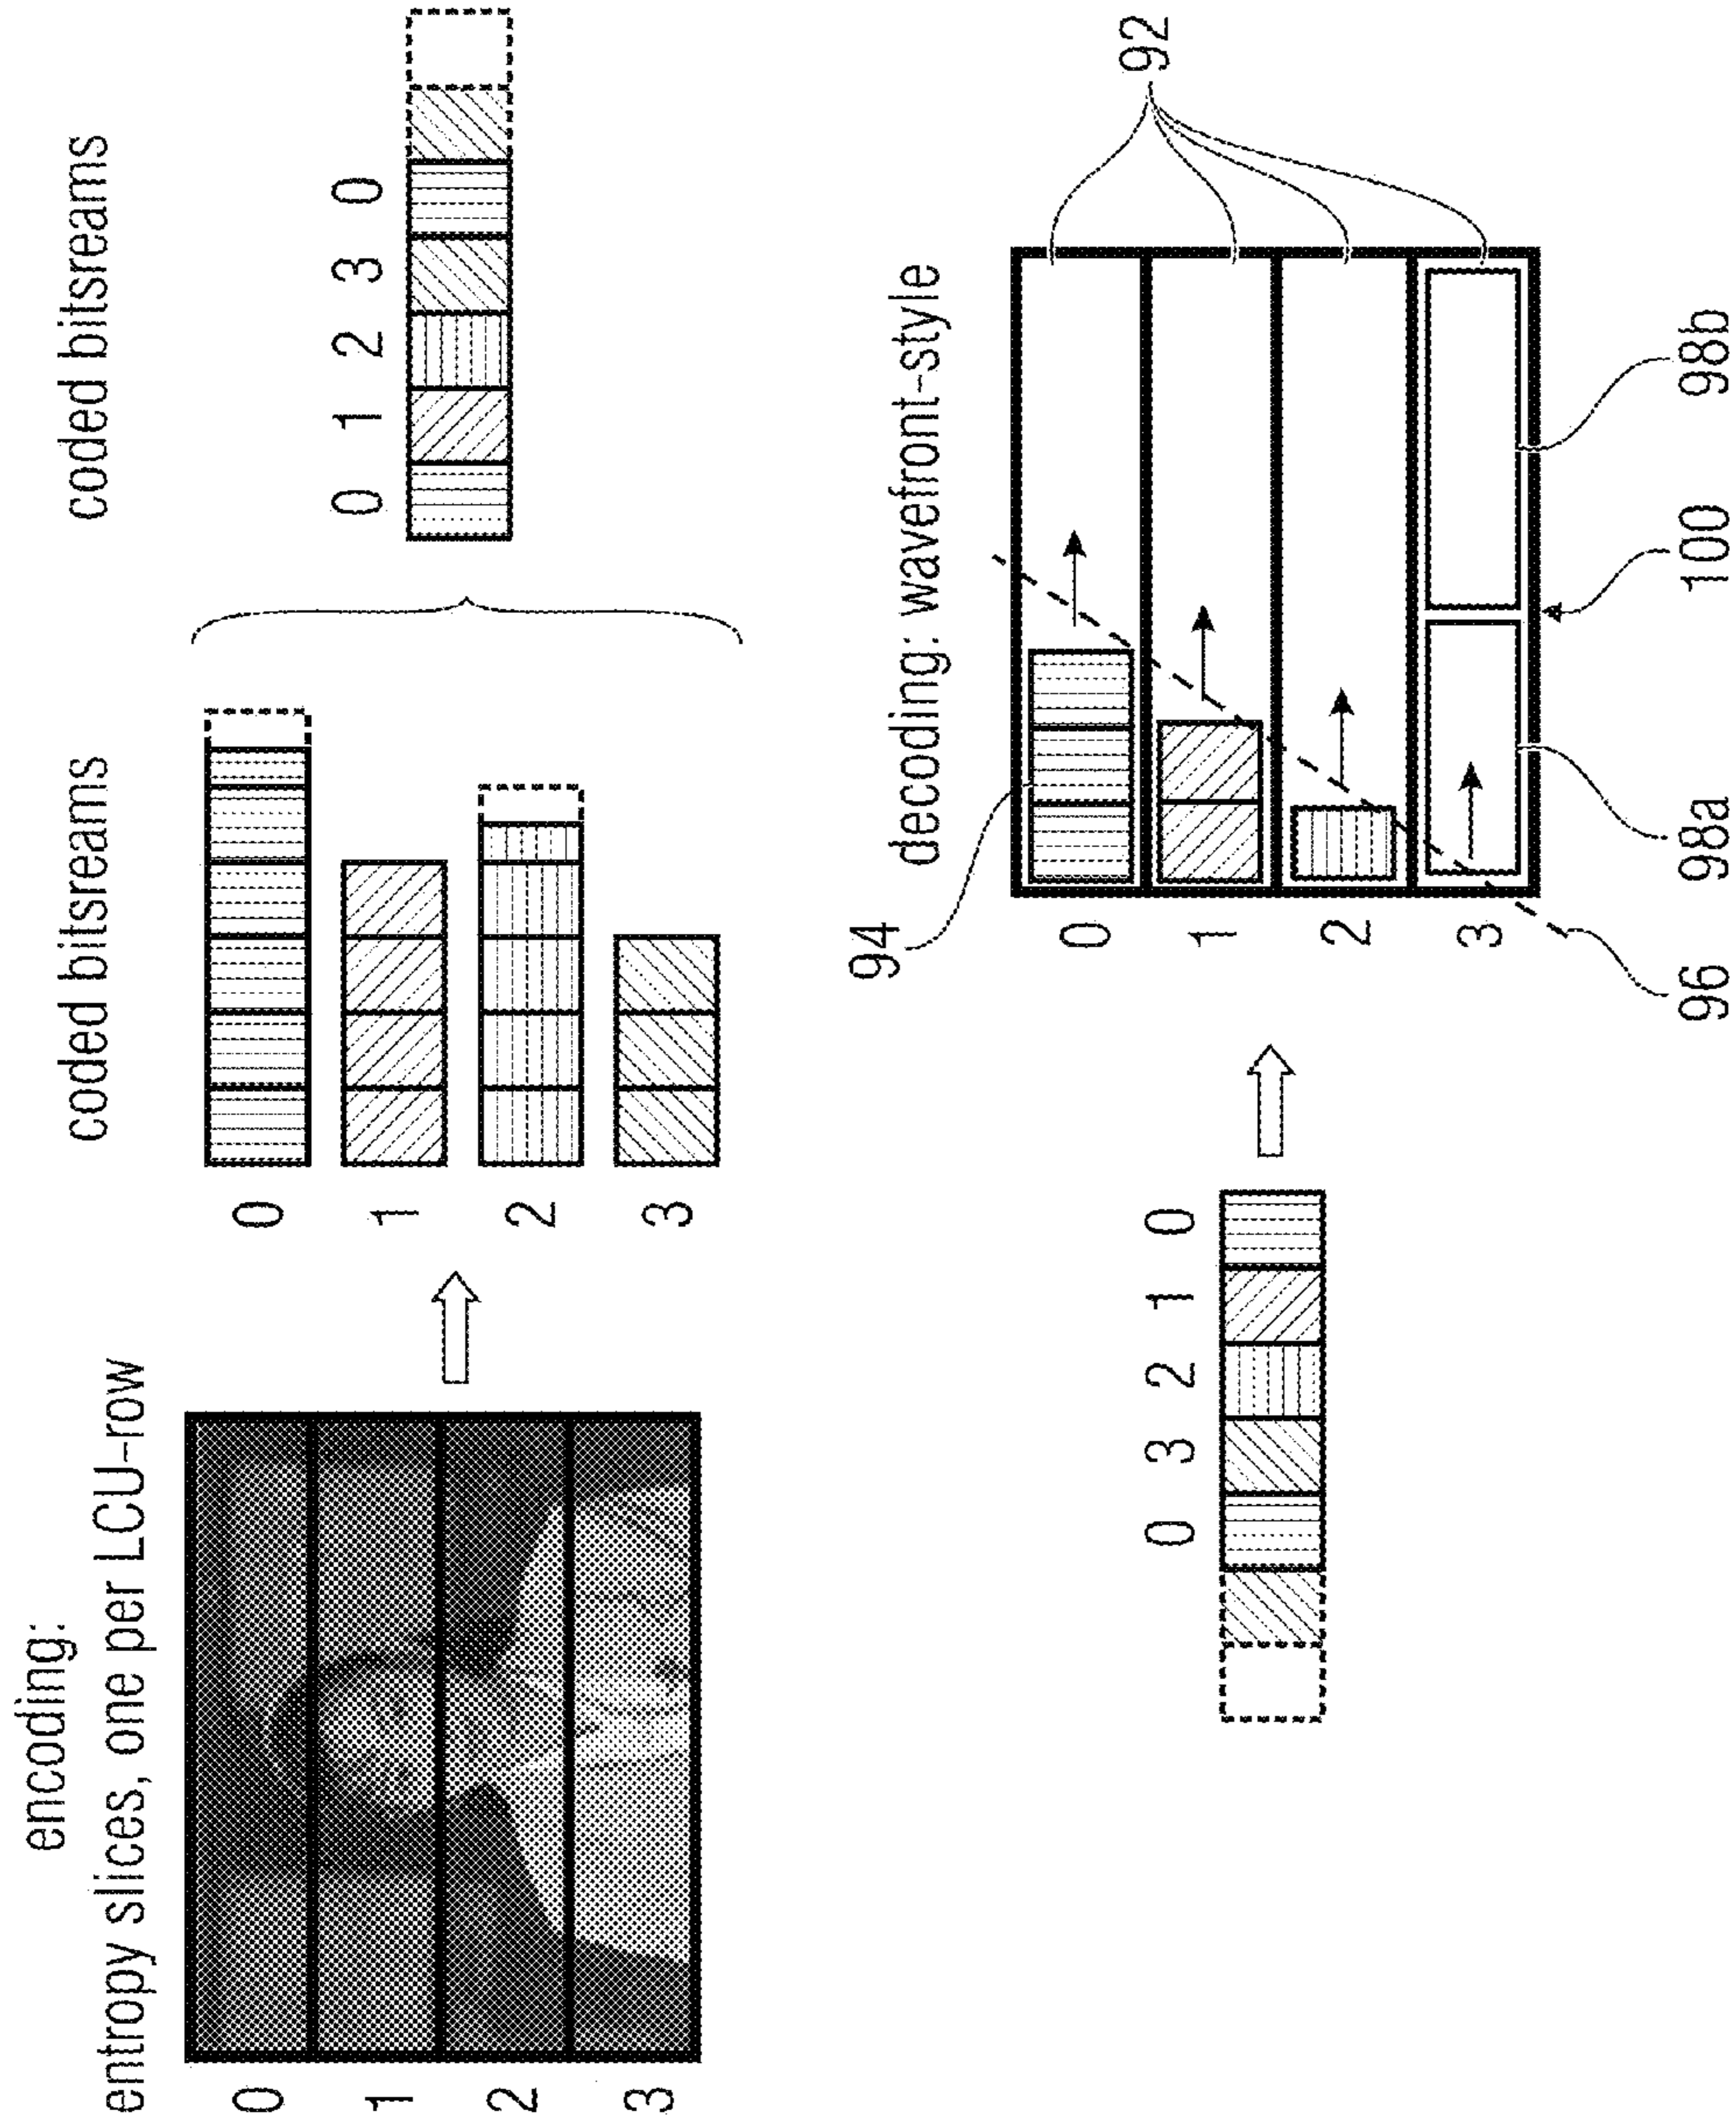 encoding:
entropy slices, one per LCU-row
0
1
2
3
coded bitsreams
0
1
2
3
coded bitsreams
0 1 2 3 0
0 3 2 1 0
decoding: wavefront-style
94
0
1
2
3
92
96
98a
100
98b